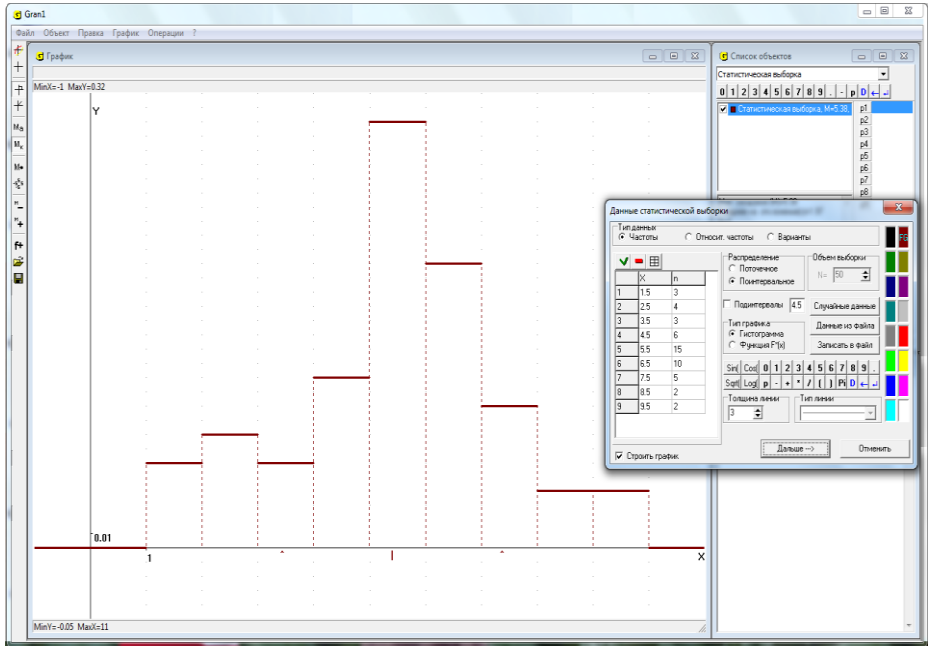 Gran1
Файл Объект Правка График Операции ?
График
MinX=-1 MaxY=0.32
Y
0.01
1
X
MinY=-0.05 MaxX=11
Список объектов
Статистическая выборка
0 1 2 3 4 5 6 7 8 9 . - p D
Статистическая выборка, M=5.38,
p1
p2
p3
p4
p5
p6
p7
p8
Данные статистической выборки
Тип данных
Частоты Относит. частоты Варианты
FG
X n
1 1.5 3
2 2.5 4
3 3.5 3
4 4.5 6
5 5.5 15
6 6.5 10
7 7.5 5
8 8.5 2
9 9.5 2
Строить график
Распределение
Поточечное
Поинтервальное
Объем выборки
N= 50
Подинтервалы 4.5
Случайные данные
Тип графика
Гистограмма
Функция F*(x)
Данные из файла
Записать в файл
Sin( Cos( 0 1 2 3 4 5 6 7 8 9 .
Sqrt( Log( p - + * / ( ) Pi D
Толщина линии
3
Тип линии
Дальше -->
Отменить